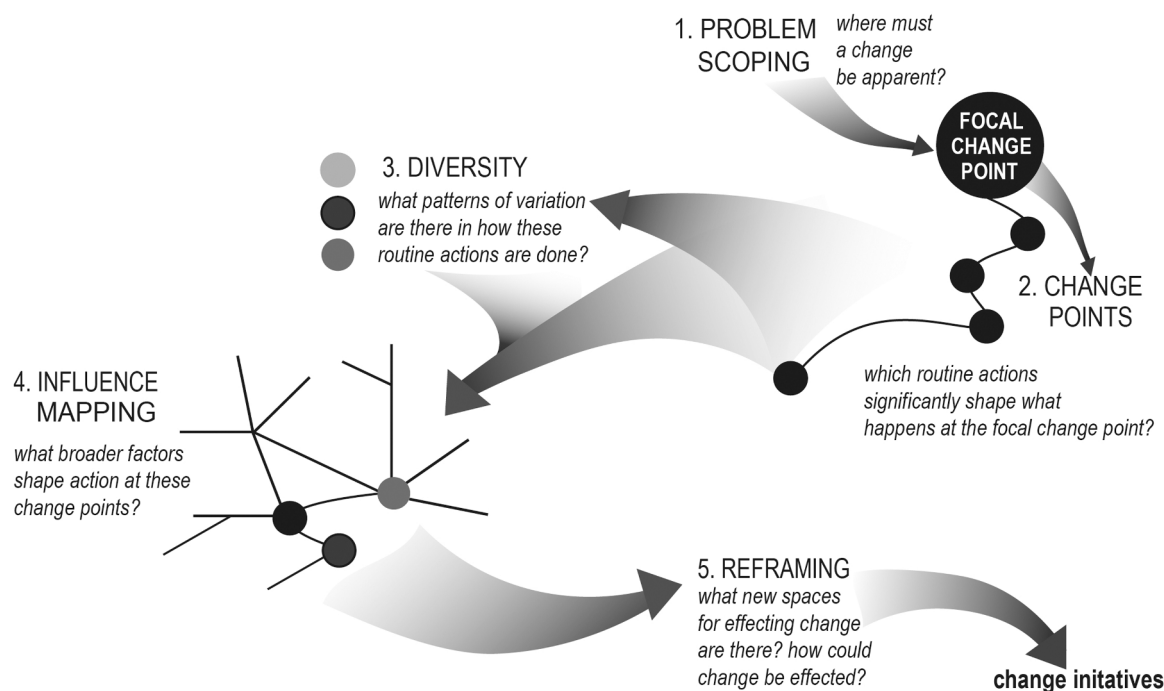 1. PROBLEM
SCOPING
where must
a change
be apparent?
FOCAL
CHANGE
POINT
2. CHANGE
POINTS
which routine actions
significantly shape what
happens at the focal change point?
3. DIVERSITY
what patterns of variation
are there in how these
routine actions are done?
4. INFLUENCE
MAPPING
what broader factors
shape action at these
change points?
5. REFRAMING
what new spaces
for effecting change
are there? how could
change be effected?
change initatives